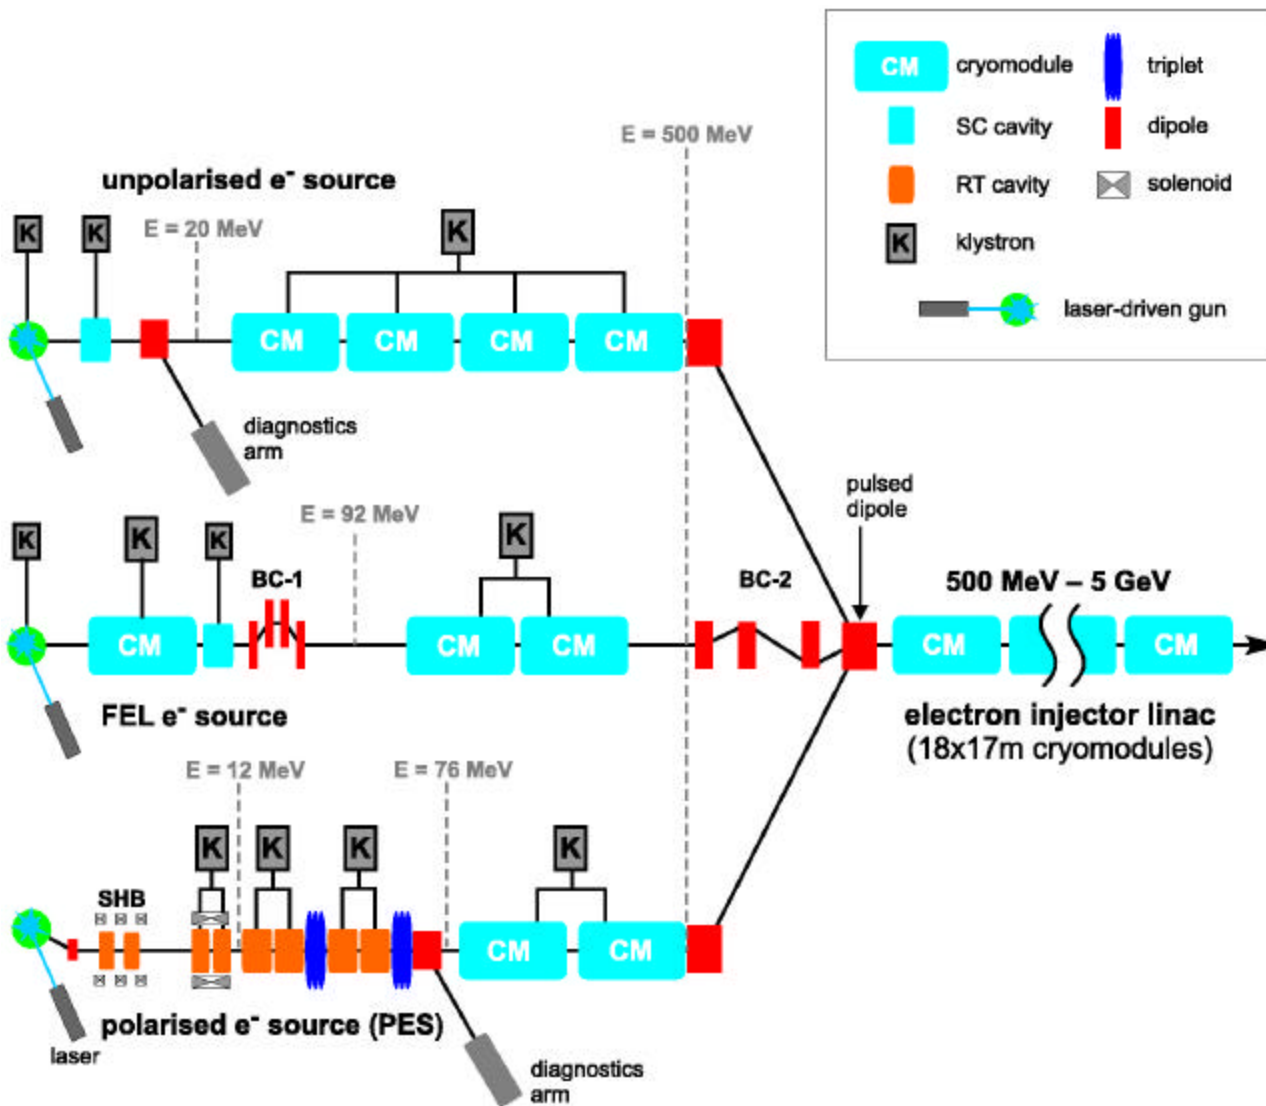 CM
cryomodule
triplet
SC cavity
dipole
RT cavity
solenoid
K
klystron
laser-driven gun
E = 500 MeV
unpolarised e⁻ source
E = 20 MeV
K
K
K
CM
CM
CM
CM
diagnostics
arm
pulsed
dipole
E = 92 MeV
K
K
K
K
BC-1
BC-2
500 MeV – 5 GeV
CM
CM
CM
CM
CM
FEL e⁻ source
electron injector linac
(18x17m cryomodules)
E = 12 MeV
E = 76 MeV
K
K
K
K
SHB
CM
CM
polarised e⁻ source (PES)
laser
diagnostics
arm